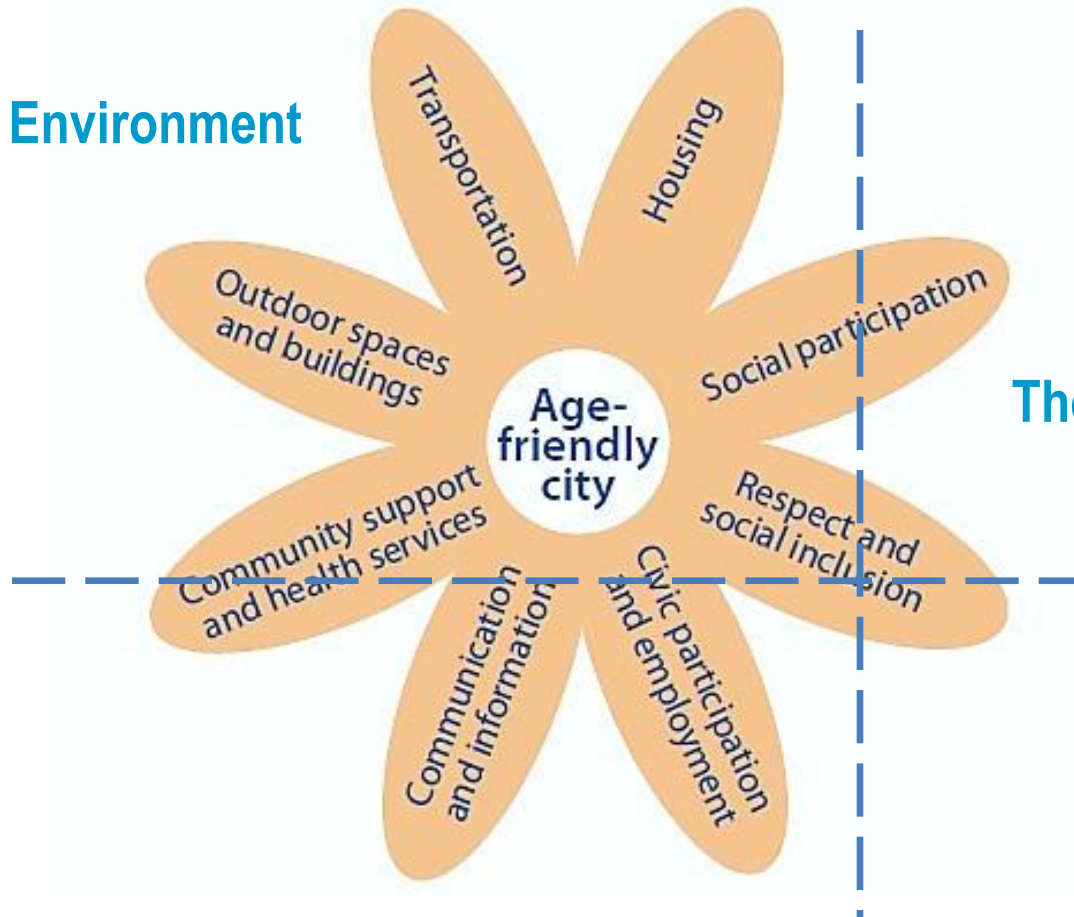 Environment
Transportation
Housing
Outdoor spaces
and buildings
Social participation
Age-
friendly
city
The
Community support
and health services
Respect and
social inclusion
Communication
and information
Civic participation
and employment